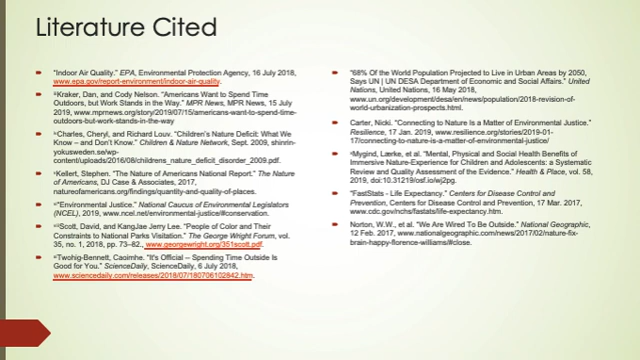 Literature Cited
"Indoor Air Quality." EPA, Environmental Protection Agency, 16 July 2018,
www.epa.gov/report-environment/indoor-air-quality.
Kraker, Dan, and Cody Nelson. "Americans Want to Spend Time
Outdoors, but Work Stands in the Way." MPR News, MPR News, 15 July
2019, www.mprnews.org/story/2019/07/15/americans-want-to-spend-time-
outdoors-but-work-stands-in-the-way
Charles, Cheryl, and Richard Louv. "Children's Nature Deficit: What We
Know – and Don't Know." Children & Nature Network, Sept. 2009, shinrin-
yokusweden.se/wp-
content/uploads/2016/08/childrens_nature_deficit_disorder_2009.pdf.
Kellert, Stephen. "The Nature of Americans National Report." The Nature
of Americans, DJ Case & Associates, 2017,
natureofamericans.org/findings/quantity-and-quality-of-places.
"Environmental Justice." National Caucus of Environmental Legislators
(NCEL), 2019, www.ncel.net/environmental-justice/#conservation.
Scott, David, and KangJae Jerry Lee. "People of Color and Their
Constraints to National Parks Visitation." The George Wright Forum, vol.
35, no. 1, 2018, pp. 73–82., www.georgewright.org/351scott.pdf.
Twohig-Bennett, Caoimhe. "It's Official -- Spending Time Outside Is
Good for You." ScienceDaily, ScienceDaily, 6 July 2018,
www.sciencedaily.com/releases/2018/07/180706102842.htm.
"68% Of the World Population Projected to Live in Urban Areas by 2050,
Says UN | UN DESA Department of Economic and Social Affairs." United
Nations, United Nations, 16 May 2018,
www.un.org/development/desa/en/news/population/2018-revision-of-
world-urbanization-prospects.html.
Carter, Nicki. "Connecting to Nature Is a Matter of Environmental Justice."
Resilience, 17 Jan. 2019, www.resilience.org/stories/2019-01-
17/connecting-to-nature-is-a-matter-of-environmental-justice/
Mygind, Lærke, et al. "Mental, Physical and Social Health Benefits of
Immersive Nature-Experience for Children and Adolescents: a Systematic
Review and Quality Assessment of the Evidence." Health & Place, vol. 58,
2019, doi:10.31219/osf.io/wj2pg.
"FastStats - Life Expectancy." Centers for Disease Control and
Prevention, Centers for Disease Control and Prevention, 17 Mar. 2017,
www.cdc.gov/nchs/fastats/life-expectancy.htm.
Norton, W.W., et al. "We Are Wired To Be Outside." National Geographic,
12 Feb. 2017, www.nationalgeographic.com/news/2017/02/nature-fix-
brain-happy-florence-williams/#close.